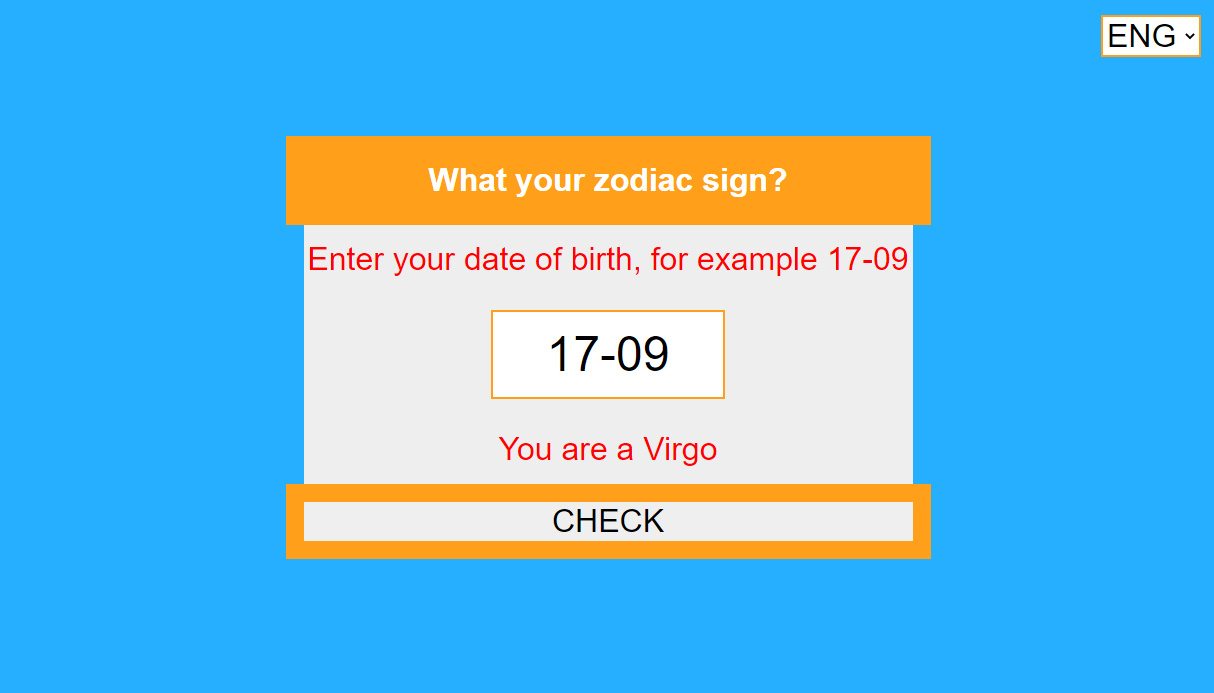 ENG
What your zodiac sign?
Enter your date of birth, for example 17-09
17-09
You are a Virgo
CHECK